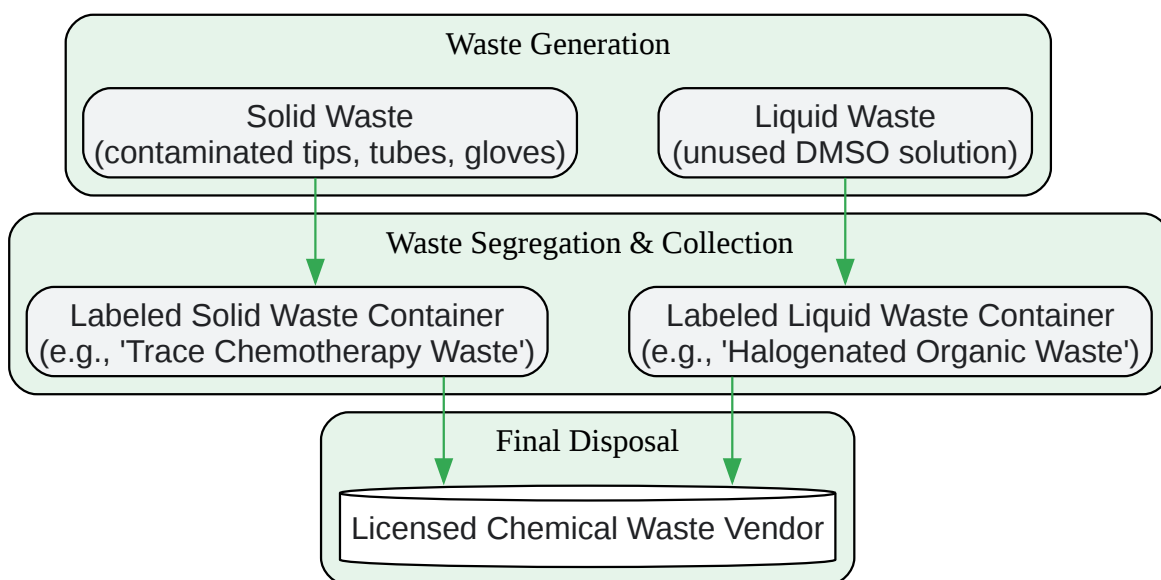 Waste Generation
Solid Waste
(contaminated tips, tubes, gloves)
Liquid Waste
(unused DMSO solution)
Waste Segregation & Collection
Labeled Solid Waste Container
(e.g., 'Trace Chemotherapy Waste')
Labeled Liquid Waste Container
(e.g., 'Halogenated Organic Waste')
Final Disposal
Licensed Chemical Waste Vendor